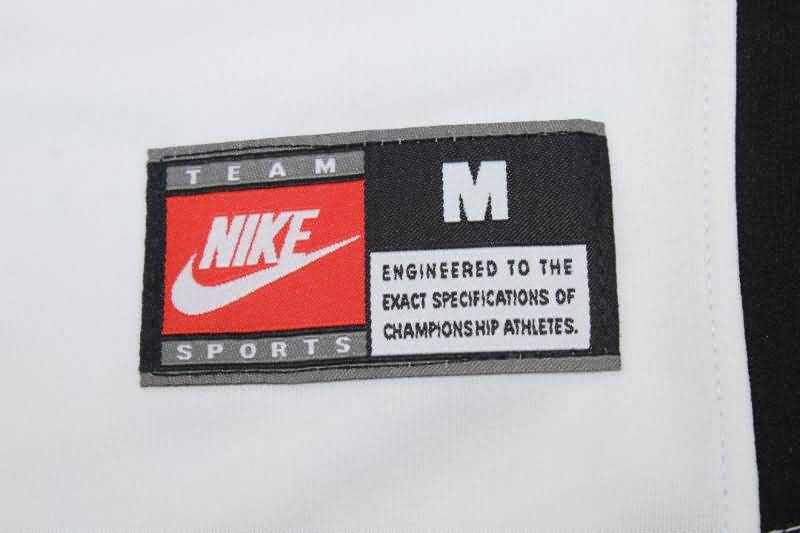 TEAM
NIKE
SPORTS
M
ENGINEERED TO THE
EXACT SPECIFICATIONS OF
CHAMPIONSHIP ATHLETES.